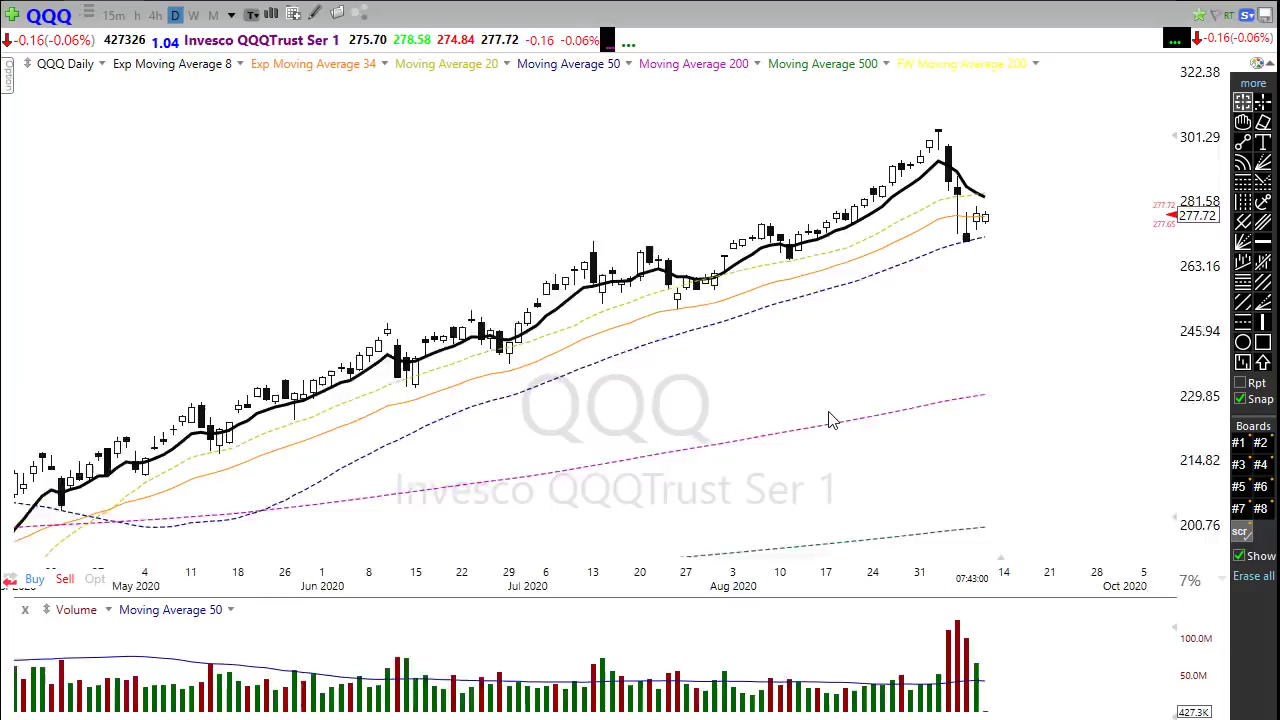 QQQ 15m h 4h D W M T RT S
-0.16(-0.06%) 427326 1.04 Invesco QQQTrust Ser 1 275.70 278.58 274.84 277.72 -0.16 -0.06% ... ... -0.16(-0.06%)
Option QQQ Daily Exp Moving Average 8 Exp Moving Average 34 Moving Average 20 Moving Average 50 Moving Average 200 Moving Average 500 FW Moving Average 200
322.38
301.29
281.58
277.72
277.72
277.65
263.16
245.94
229.85
214.82
200.76
QQQ
Invesco QQQTrust Ser 1
more
T
Rpt
Snap
Boards
#1 #2
#3 #4
#5 #6
#7 #8
scr
Show
Erase all
4 11 18 26 1 8 15 22 29 6 13 20 27 3 10 17 24 31 14 21 28 5
Buy Sell Opt May 2020 Jun 2020 Jul 2020 Aug 2020 07:43:00 Oct 2020 7%
x Volume Moving Average 50
100.0M
50.0M
427.3K